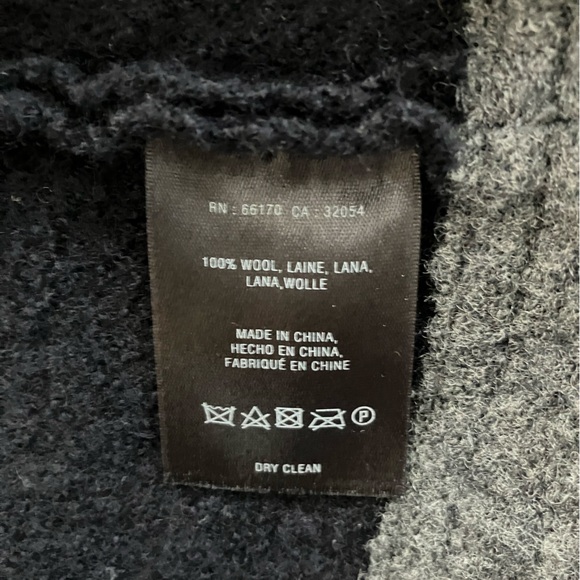 RN : 66170 CA : 32054
100% WOOL, LAINE, LANA,
LANA,WOLLE
MADE IN CHINA,
HECHO EN CHINA,
FABRIQUÉ EN CHINE
P
DRY CLEAN